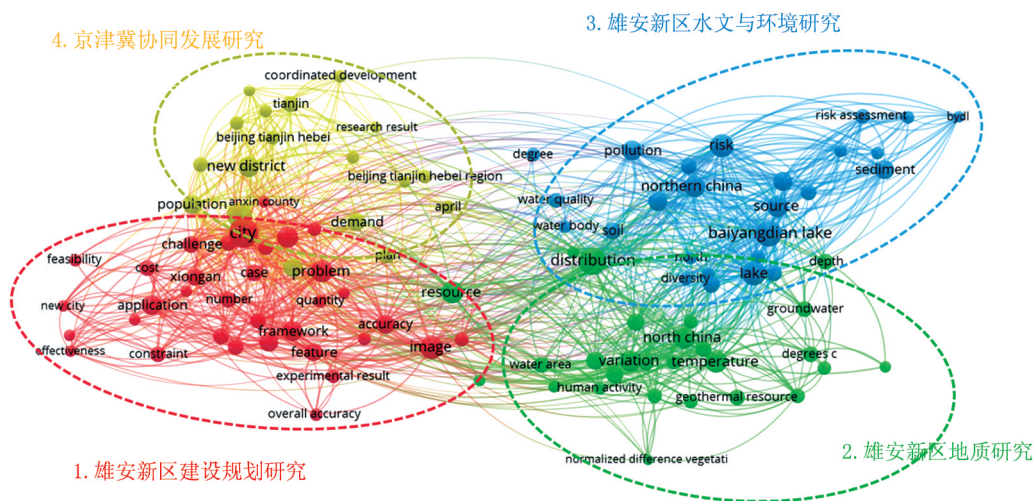 4.京津冀协同发展研究
3.雄安新区水文与环境研究
coordinated development
tianjin
research result
beijing tianjin hebei
new district
beijing tianjin hebei region
population
anxin county
april
demand
city
challenge
plan
feasibility
cost
xiongan
case
problem
resource
new city
application
number
quantity
framework
accuracy
effectiveness
constraint
feature
image
experimental result
overall accuracy
risk assessment
bydl
degree
pollution
risk
sediment
northern china
water quality
source
water body
soil
baiyangdian lake
distribution
north
depth
diversity
lake
groundwater
north china
water area
variation
temperature
degrees c
human activity
geothermal resource
normalized difference vegetati
1.雄安新区建设规划研究
2.雄安新区地质研究